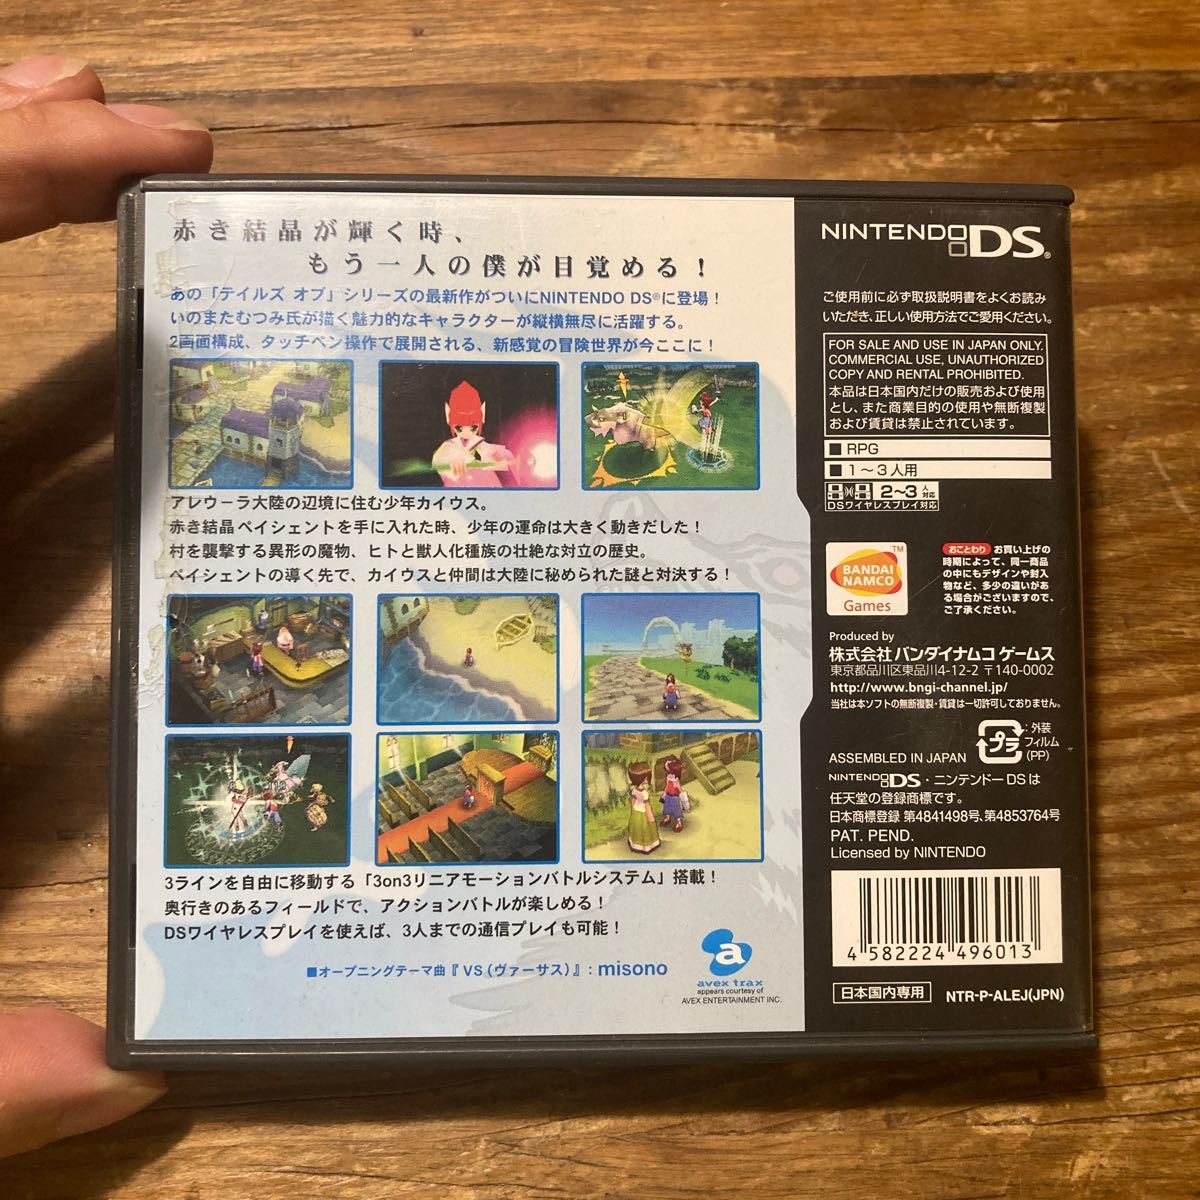 赤き結晶が輝く時、
もう一人の僕が目覚める!
あの「テイルズ オブ」シリーズの最新作がついにNINTENDO DS®に登場!
いのまたむつみ氏が描く魅力的なキャラクターが縦横無尽に活躍する。
2画面構成、タッチペン操作で展開される、新感覚の冒険世界が今ここに!
アレウーラ大陸の辺境に住む少年カイウス。
赤き結晶ペイシェントを手に入れた時、少年の運命は大きく動きだした!
村を襲撃する異形の魔物、ヒトと獣人化種族の壮絶な対立の歴史。
ペイシェントの導く先で、カイウスと仲間は大陸に秘められた謎と対決する!
3ラインを自由に移動する「3on3リニアモーションバトルシステム」搭載!
奥行きのあるフィールドで、アクションバトルが楽しめる!
DSワイヤレスプレイを使えば、3人までの通信プレイも可能!
■オープニングテーマ曲『VS(ヴァーサス)』: misono
a
avex trax
appears courtesy of
AVEX ENTERTAINMENT INC.
NINTENDO DS®
ご使用前に必ず取扱説明書をよくお読み
いただき、正しい使用方法でご愛用ください。
FOR SALE AND USE IN JAPAN ONLY.
COMMERCIAL USE, UNAUTHORIZED
COPY AND RENTAL PROHIBITED.
本品は日本国内だけの販売および使用
とし、また商業目的の使用や無断複製
および賃貸は禁止されています。
■ RPG
■ 1〜3人用
2〜3人対応
DSワイヤレスプレイ対応
BANDAI
NAMCO
TM
Games
おことわり お買い上げの
時期によって、同一商品
の中にもデザインや封入
物など、多少の違いがあ
る場合がございますので、
ご了承ください。
Produced by
株式会社 バンダイナムコ ゲームス
東京都品川区東品川4-12-2 〒140-0002
http://www.bngi-channel.jp/
当社は本ソフトの無断複製・賃貸は一切許可しておりません。
ASSEMBLED IN JAPAN
プラ
:外装
フィルム
(PP)
NINTENDO DS・ニンテンドーDSは
任天堂の登録商標です。
日本商標登録 第4841498号、第4853764号
PAT. PEND.
Licensed by NINTENDO
4 582224 496013
日本国内専用
NTR-P-ALEJ(JPN)